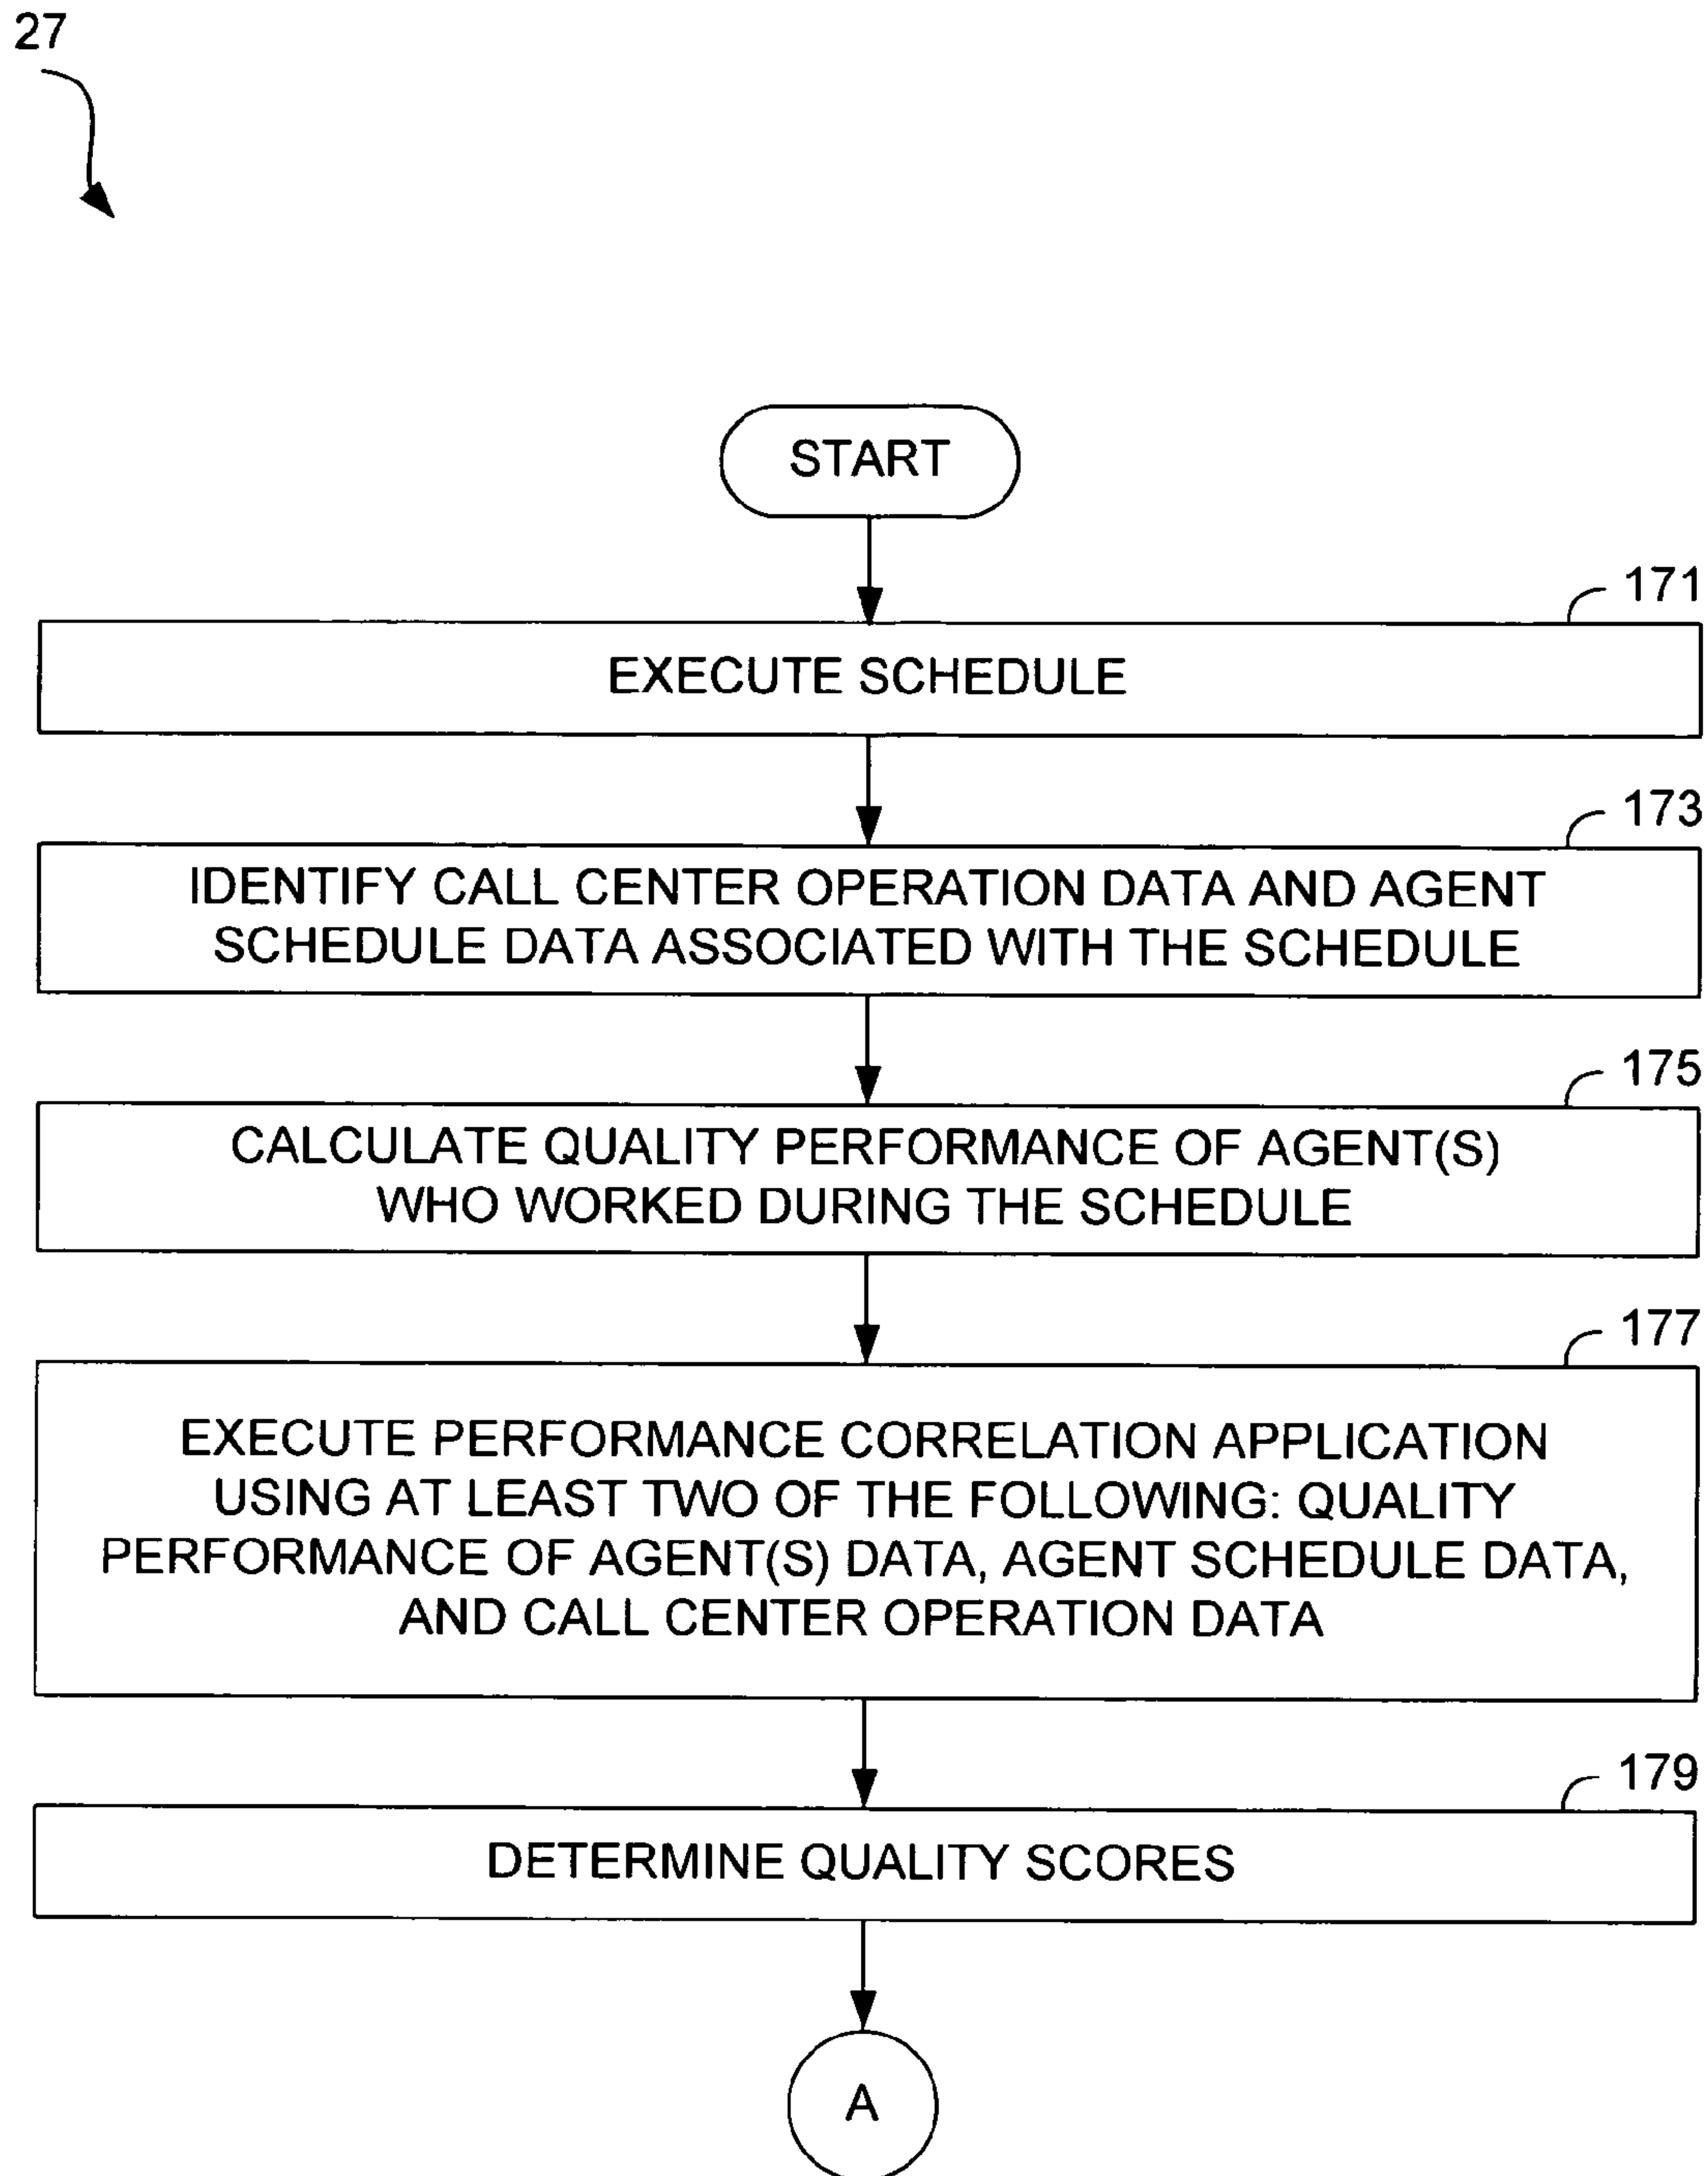 27
START
171
EXECUTE SCHEDULE
173
IDENTIFY CALL CENTER OPERATION DATA AND AGENT
SCHEDULE DATA ASSOCIATED WITH THE SCHEDULE
175
CALCULATE QUALITY PERFORMANCE OF AGENT(S)
WHO WORKED DURING THE SCHEDULE
177
EXECUTE PERFORMANCE CORRELATION APPLICATION
USING AT LEAST TWO OF THE FOLLOWING: QUALITY
PERFORMANCE OF AGENT(S) DATA, AGENT SCHEDULE DATA,
AND CALL CENTER OPERATION DATA
179
DETERMINE QUALITY SCORES
A